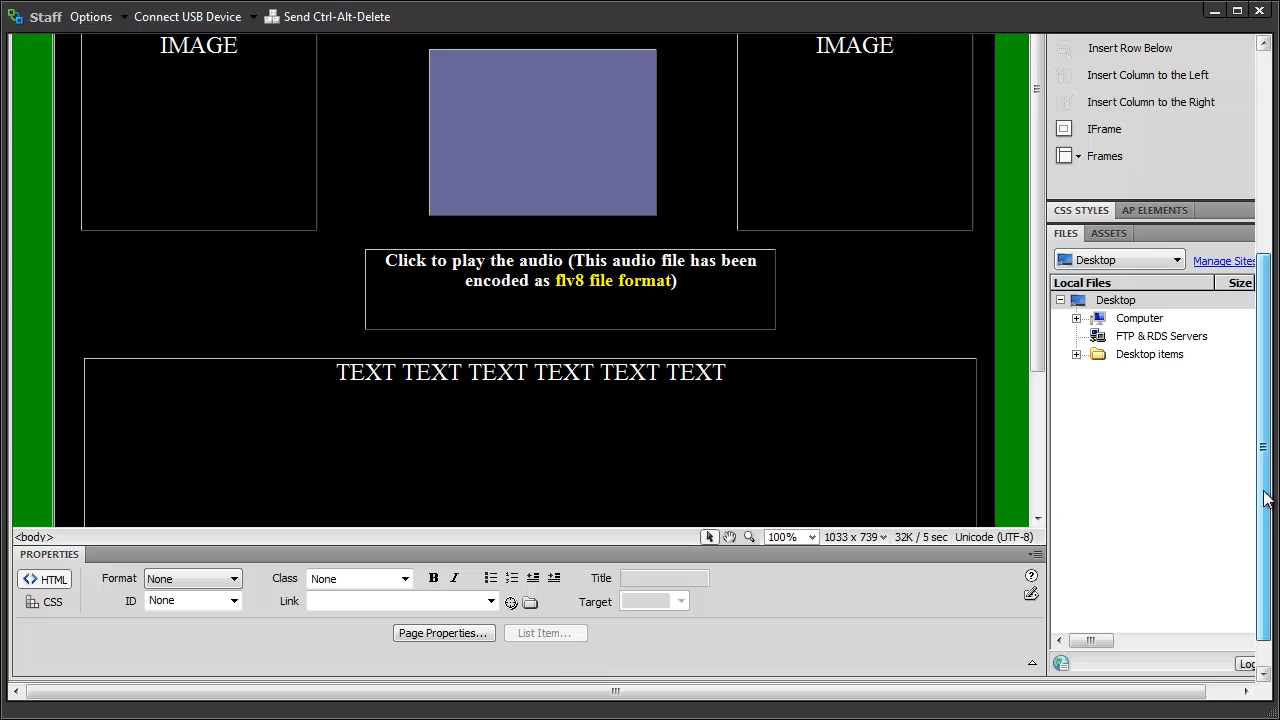 Staff Options Connect USB Device Send Ctrl-Alt-Delete
IMAGE IMAGE
Click to play the audio (This audio file has been
encoded as flv8 file format)
TEXT TEXT TEXT TEXT TEXT TEXT
Insert Row Below
Insert Column to the Left
Insert Column to the Right
IFrame
Frames
CSS STYLES AP ELEMENTS
FILES ASSETS
Desktop Manage Sites
Local Files Size
Desktop
Computer
FTP & RDS Servers
Desktop items
Loc
<body> 100% 1033 x 739 32K / 5 sec Unicode (UTF-8)
PROPERTIES
HTML Format None Class None B I Title
CSS ID None Link Target
Page Properties... List Item...